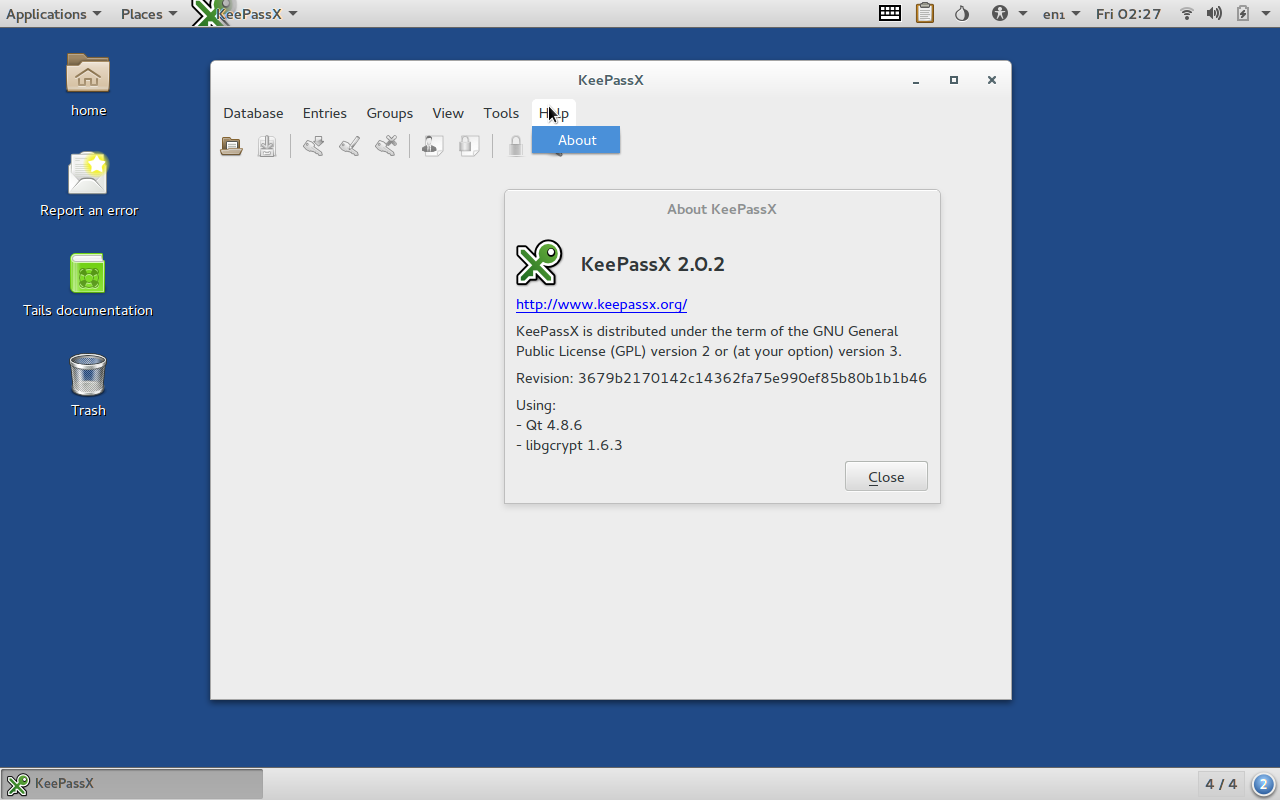 Applications Places KeePassX en₁ Fri 02:27
home
Report an error
Tails documentation
Trash
KeePassX
Database Entries Groups View Tools Help
About
About KeePassX
KeePassX 2.0.2
http://www.keepassx.org/
KeePassX is distributed under the term of the GNU General
Public License (GPL) version 2 or (at your option) version 3.
Revision: 3679b2170142c14362fa75e990ef85b80b1b1b46
Using:
- Qt 4.8.6
- libgcrypt 1.6.3
Close
KeePassX 4 / 4 2